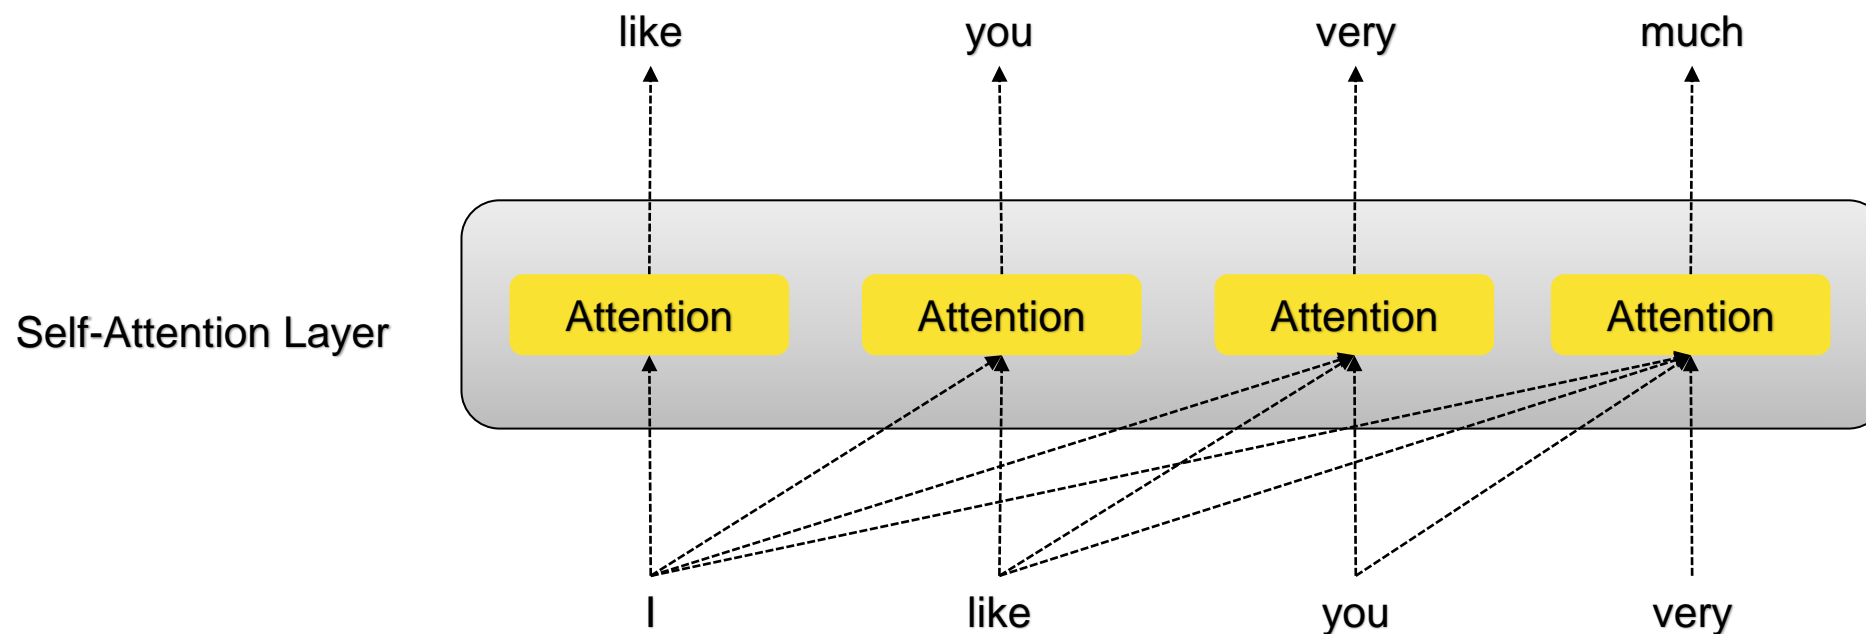 like you very much
Attention Attention Attention Attention
Self-Attention Layer
I like you very